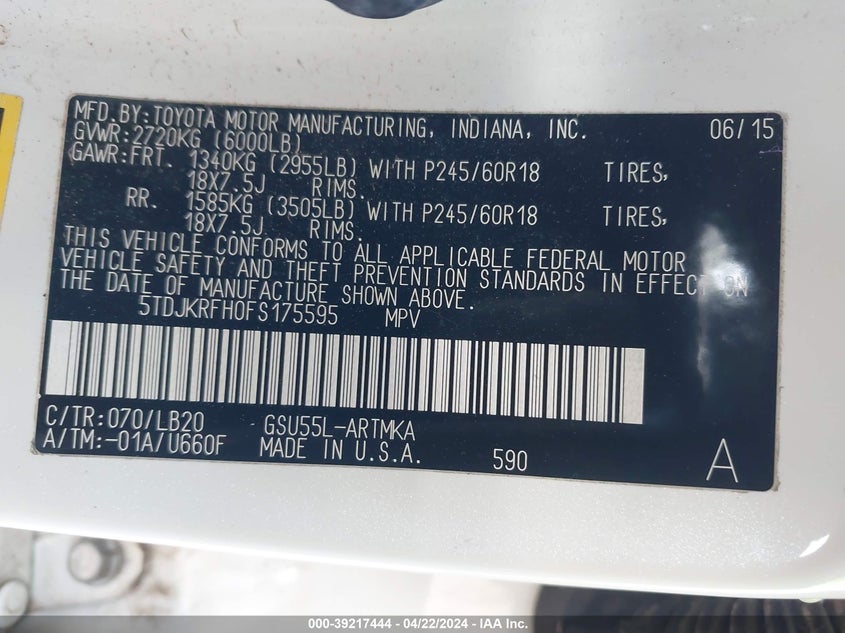 MFD.BY:TOYOTA MOTOR MANUFACTURING, INDIANA, INC. 06/15
GVWR:2720KG (6000LB)
GAWR:FRT. 1340KG (2955LB) WITH P245/60R18 TIRES,
18X7.5J RIMS.
RR. 1585KG (3505LB) WITH P245/60R18 TIRES,
18X7.5J RIMS.
THIS VEHICLE CONFORMS TO ALL APPLICABLE FEDERAL MOTOR
VEHICLE SAFETY AND THEFT PREVENTION STANDARDS IN EFFECT ON
THE DATE OF MANUFACTURE SHOWN ABOVE.
5TDJKRFH0FS175595 MPV
C/TR:070/LB20 GSU55L-ARTMKA
A/TM:-01A/U660F MADE IN U.S.A. 590 A
000-39217444 - 04/22/2024 - IAA Inc.